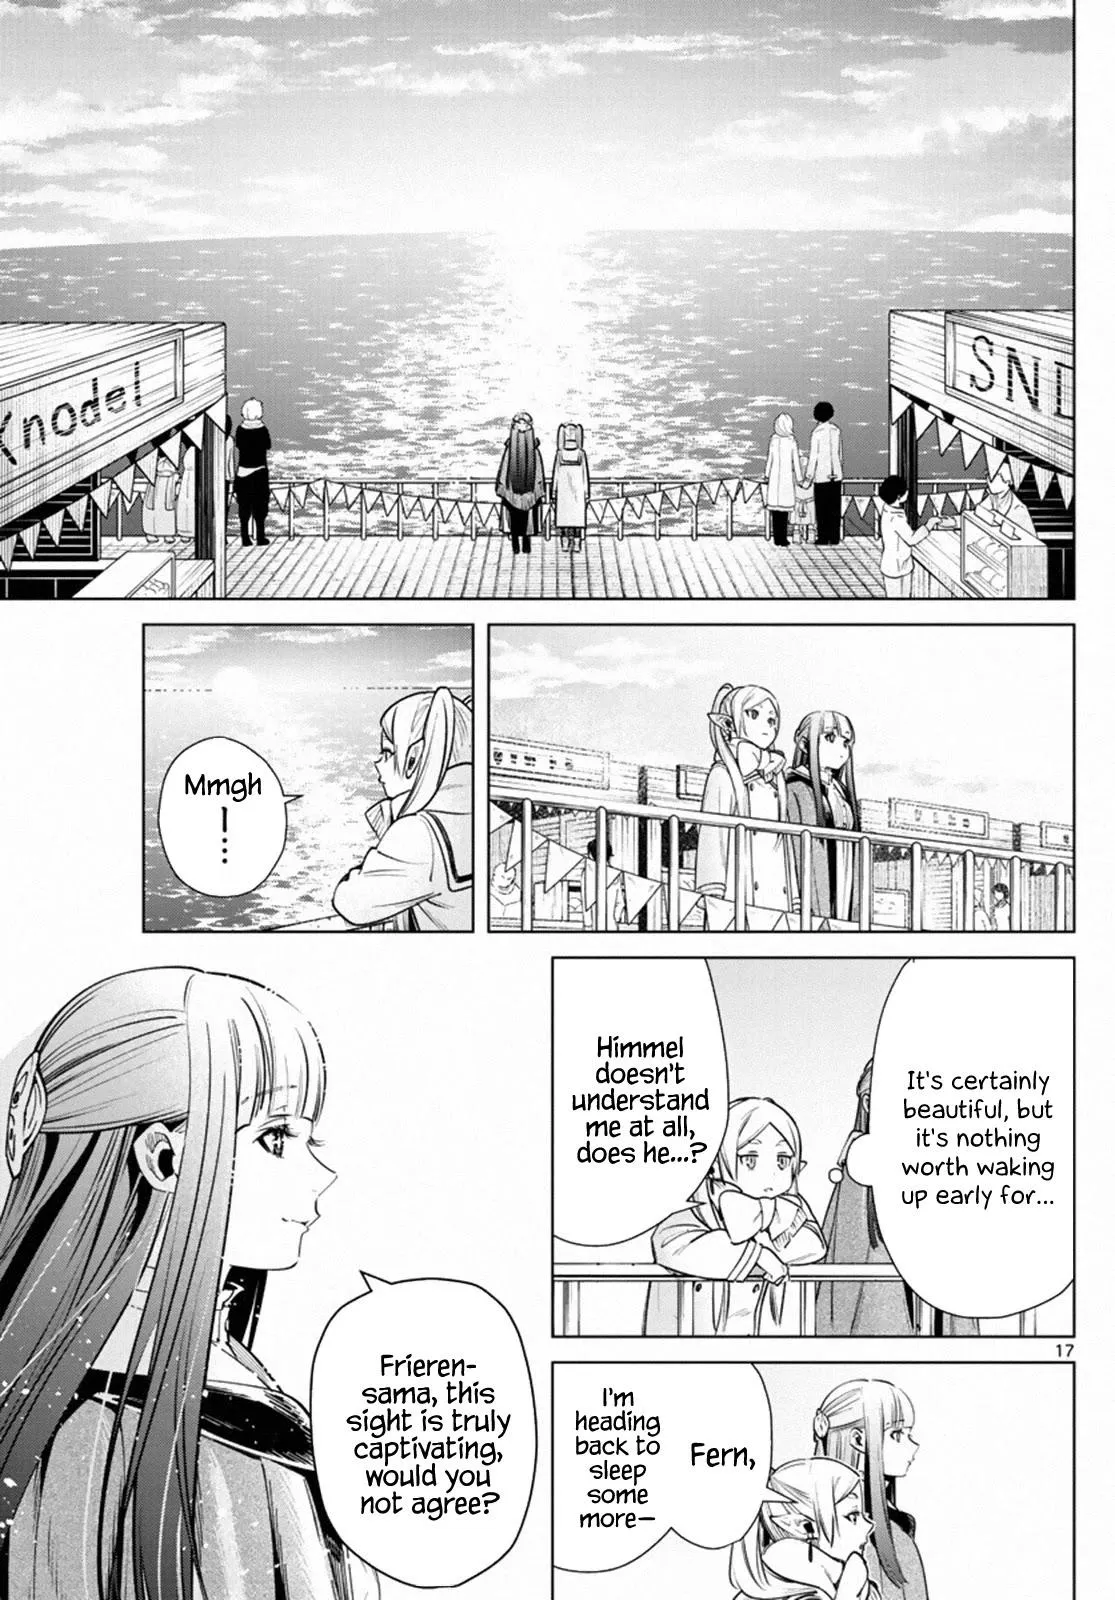 Knodel
SND
Mmgh
—....
It's certainly
beautiful, but
it's nothing
worth waking
up early for...
Himmel
doesn't
understand
me at all,
does he...?
17
Fern,
I'm
heading
back to
sleep
some
more—
Frieren-
sama, this
sight is truly
captivating,
would you
not agree?